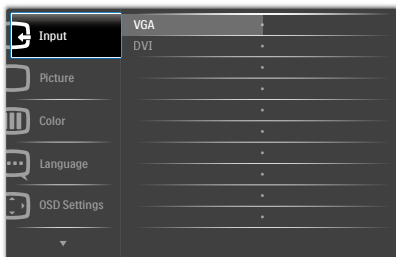 Input
Picture
Color
Language
OSD Settings
VGA
DVI